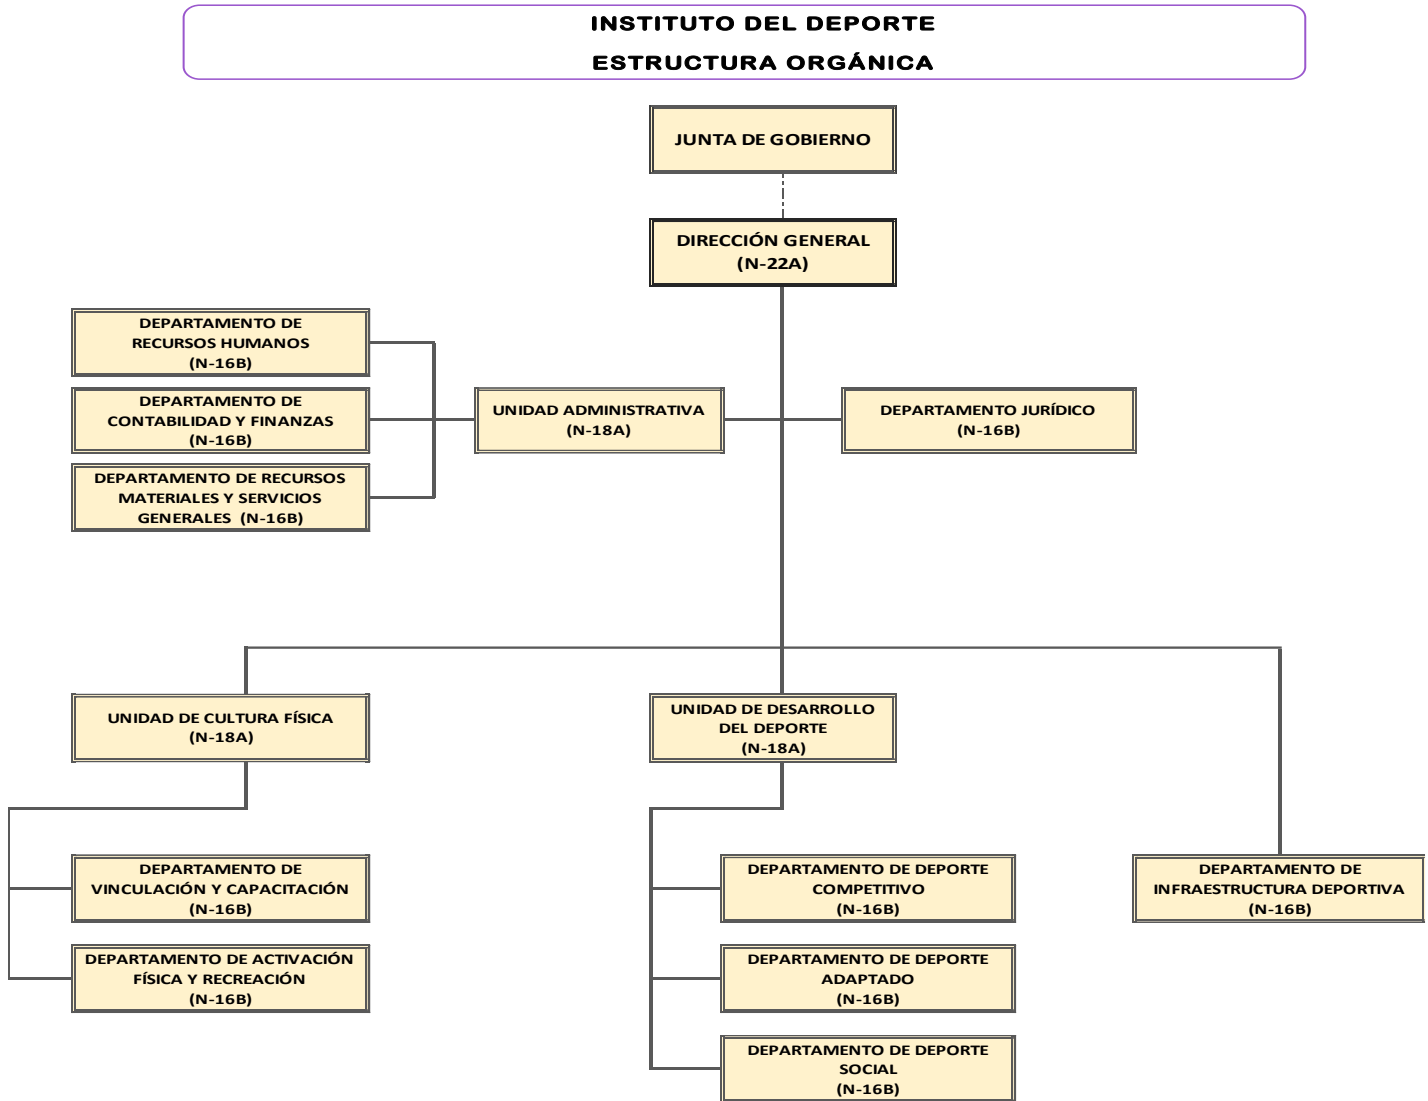 INSTITUTO DEL DEPORTE
ESTRUCTURA ORGÁNICA
JUNTA DE GOBIERNO
DIRECCIÓN GENERAL
(N-22A)
DEPARTAMENTO DE
RECURSOS HUMANOS
(N-16B)
DEPARTAMENTO DE
CONTABILIDAD Y FINANZAS
(N-16B)
DEPARTAMENTO DE RECURSOS
MATERIALES Y SERVICIOS
GENERALES (N-16B)
UNIDAD ADMINISTRATIVA
(N-18A)
DEPARTAMENTO JURÍDICO
(N-16B)
UNIDAD DE CULTURA FÍSICA
(N-18A)
UNIDAD DE DESARROLLO
DEL DEPORTE
(N-18A)
DEPARTAMENTO DE
VINCULACIÓN Y CAPACITACIÓN
(N-16B)
DEPARTAMENTO DE ACTIVACIÓN
FÍSICA Y RECREACIÓN
(N-16B)
DEPARTAMENTO DE DEPORTE
COMPETITIVO
(N-16B)
DEPARTAMENTO DE DEPORTE
ADAPTADO
(N-16B)
DEPARTAMENTO DE DEPORTE
SOCIAL
(N-16B)
DEPARTAMENTO DE
INFRAESTRUCTURA DEPORTIVA
(N-16B)